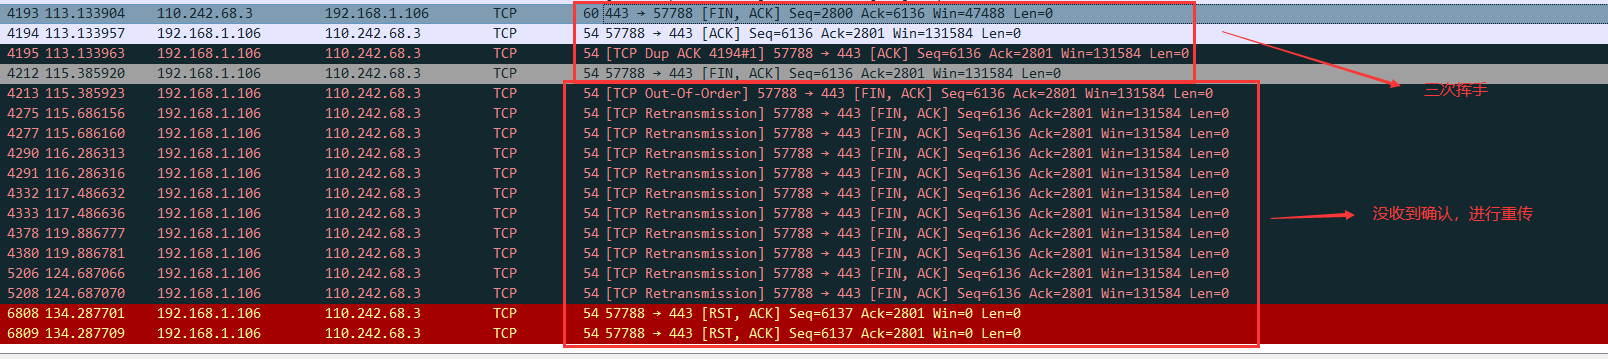 4193 113.133904 110.242.68.3 192.168.1.106 TCP 60 443 → 57788 [FIN, ACK] Seq=2800 Ack=6136 Win=47488 Len=0
4194 113.133957 192.168.1.106 110.242.68.3 TCP 54 57788 → 443 [ACK] Seq=6136 Ack=2801 Win=131584 Len=0
4195 113.133963 192.168.1.106 110.242.68.3 TCP 54 [TCP Dup ACK 4194#1] 57788 → 443 [ACK] Seq=6136 Ack=2801 Win=131584 Len=0
4212 115.385920 192.168.1.106 110.242.68.3 TCP 54 57788 → 443 [FIN, ACK] Seq=6136 Ack=2801 Win=131584 Len=0
三次挥手
4213 115.385923 192.168.1.106 110.242.68.3 TCP 54 [TCP Out-Of-Order] 57788 → 443 [FIN, ACK] Seq=6136 Ack=2801 Win=131584 Len=0
4275 115.686156 192.168.1.106 110.242.68.3 TCP 54 [TCP Retransmission] 57788 → 443 [FIN, ACK] Seq=6136 Ack=2801 Win=131584 Len=0
4277 115.686160 192.168.1.106 110.242.68.3 TCP 54 [TCP Retransmission] 57788 → 443 [FIN, ACK] Seq=6136 Ack=2801 Win=131584 Len=0
4290 116.286313 192.168.1.106 110.242.68.3 TCP 54 [TCP Retransmission] 57788 → 443 [FIN, ACK] Seq=6136 Ack=2801 Win=131584 Len=0
4291 116.286316 192.168.1.106 110.242.68.3 TCP 54 [TCP Retransmission] 57788 → 443 [FIN, ACK] Seq=6136 Ack=2801 Win=131584 Len=0
4332 117.486632 192.168.1.106 110.242.68.3 TCP 54 [TCP Retransmission] 57788 → 443 [FIN, ACK] Seq=6136 Ack=2801 Win=131584 Len=0
4333 117.486636 192.168.1.106 110.242.68.3 TCP 54 [TCP Retransmission] 57788 → 443 [FIN, ACK] Seq=6136 Ack=2801 Win=131584 Len=0
没收到确认，进行重传
4378 119.886777 192.168.1.106 110.242.68.3 TCP 54 [TCP Retransmission] 57788 → 443 [FIN, ACK] Seq=6136 Ack=2801 Win=131584 Len=0
4380 119.886781 192.168.1.106 110.242.68.3 TCP 54 [TCP Retransmission] 57788 → 443 [FIN, ACK] Seq=6136 Ack=2801 Win=131584 Len=0
5206 124.687066 192.168.1.106 110.242.68.3 TCP 54 [TCP Retransmission] 57788 → 443 [FIN, ACK] Seq=6136 Ack=2801 Win=131584 Len=0
5208 124.687070 192.168.1.106 110.242.68.3 TCP 54 [TCP Retransmission] 57788 → 443 [FIN, ACK] Seq=6136 Ack=2801 Win=131584 Len=0
6808 134.287701 192.168.1.106 110.242.68.3 TCP 54 57788 → 443 [RST, ACK] Seq=6137 Ack=2801 Win=0 Len=0
6809 134.287709 192.168.1.106 110.242.68.3 TCP 54 57788 → 443 [RST, ACK] Seq=6137 Ack=2801 Win=0 Len=0